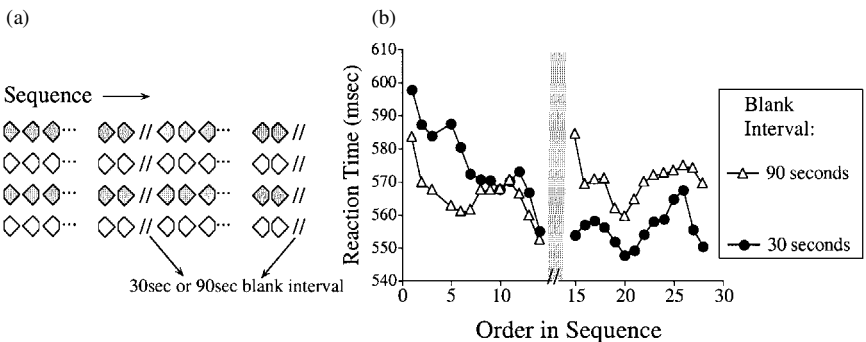 (a)
Sequence
//
//
//
//
//
//
//
//
30sec or 90sec blank interval
(b)
Reaction Time (msec)
610
600
590
580
570
560
550
540
0
5
10
//
15
20
25
30
Order in Sequence
Blank
Interval:
90 seconds
30 seconds